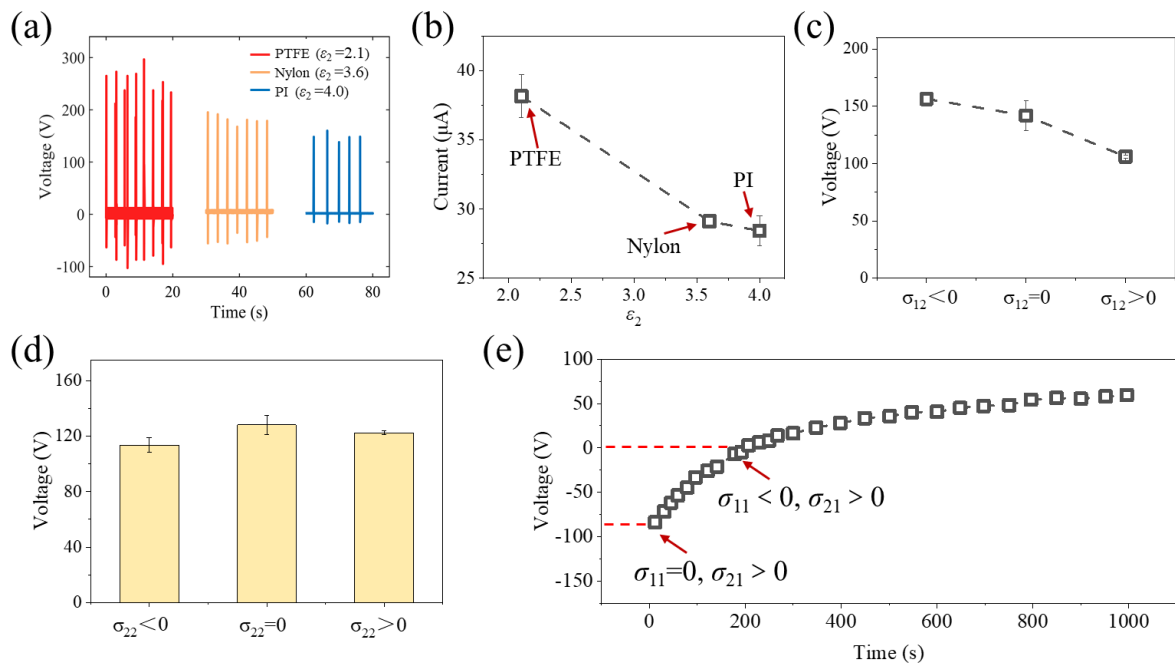 (a)
Voltage (V)
300
200
100
0
-100
PTFE (ε₂=2.1)
Nylon (ε₂=3.6)
PI (ε₂=4.0)
0 20 40 60 80
Time (s)
(b)
Current (μA)
40
35
30
25
PTFE
Nylon
PI
2.0 2.5 3.0 3.5 4.0
ε₂
(c)
Voltage (V)
200
150
100
50
0
σ₁₂<0 σ₁₂=0 σ₁₂>0
(d)
Voltage (V)
160
120
80
40
0
σ₂₂<0 σ₂₂=0 σ₂₂>0
(e)
Voltage (V)
100
50
0
-50
-100
-150
σ₁₁ < 0, σ₂₁ > 0
σ₁₁=0, σ₂₁ > 0
0 200 400 600 800 1000
Time (s)